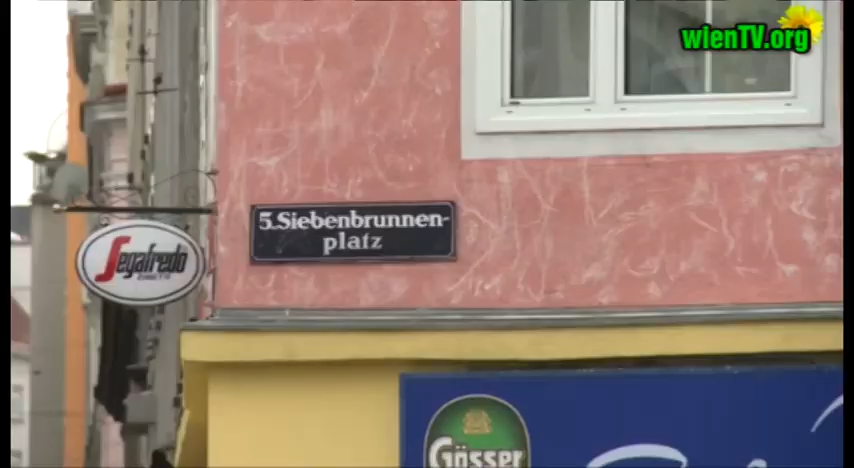 wienTV.org
5. Siebenbrunnen-
platz
Segafredo
Gösser